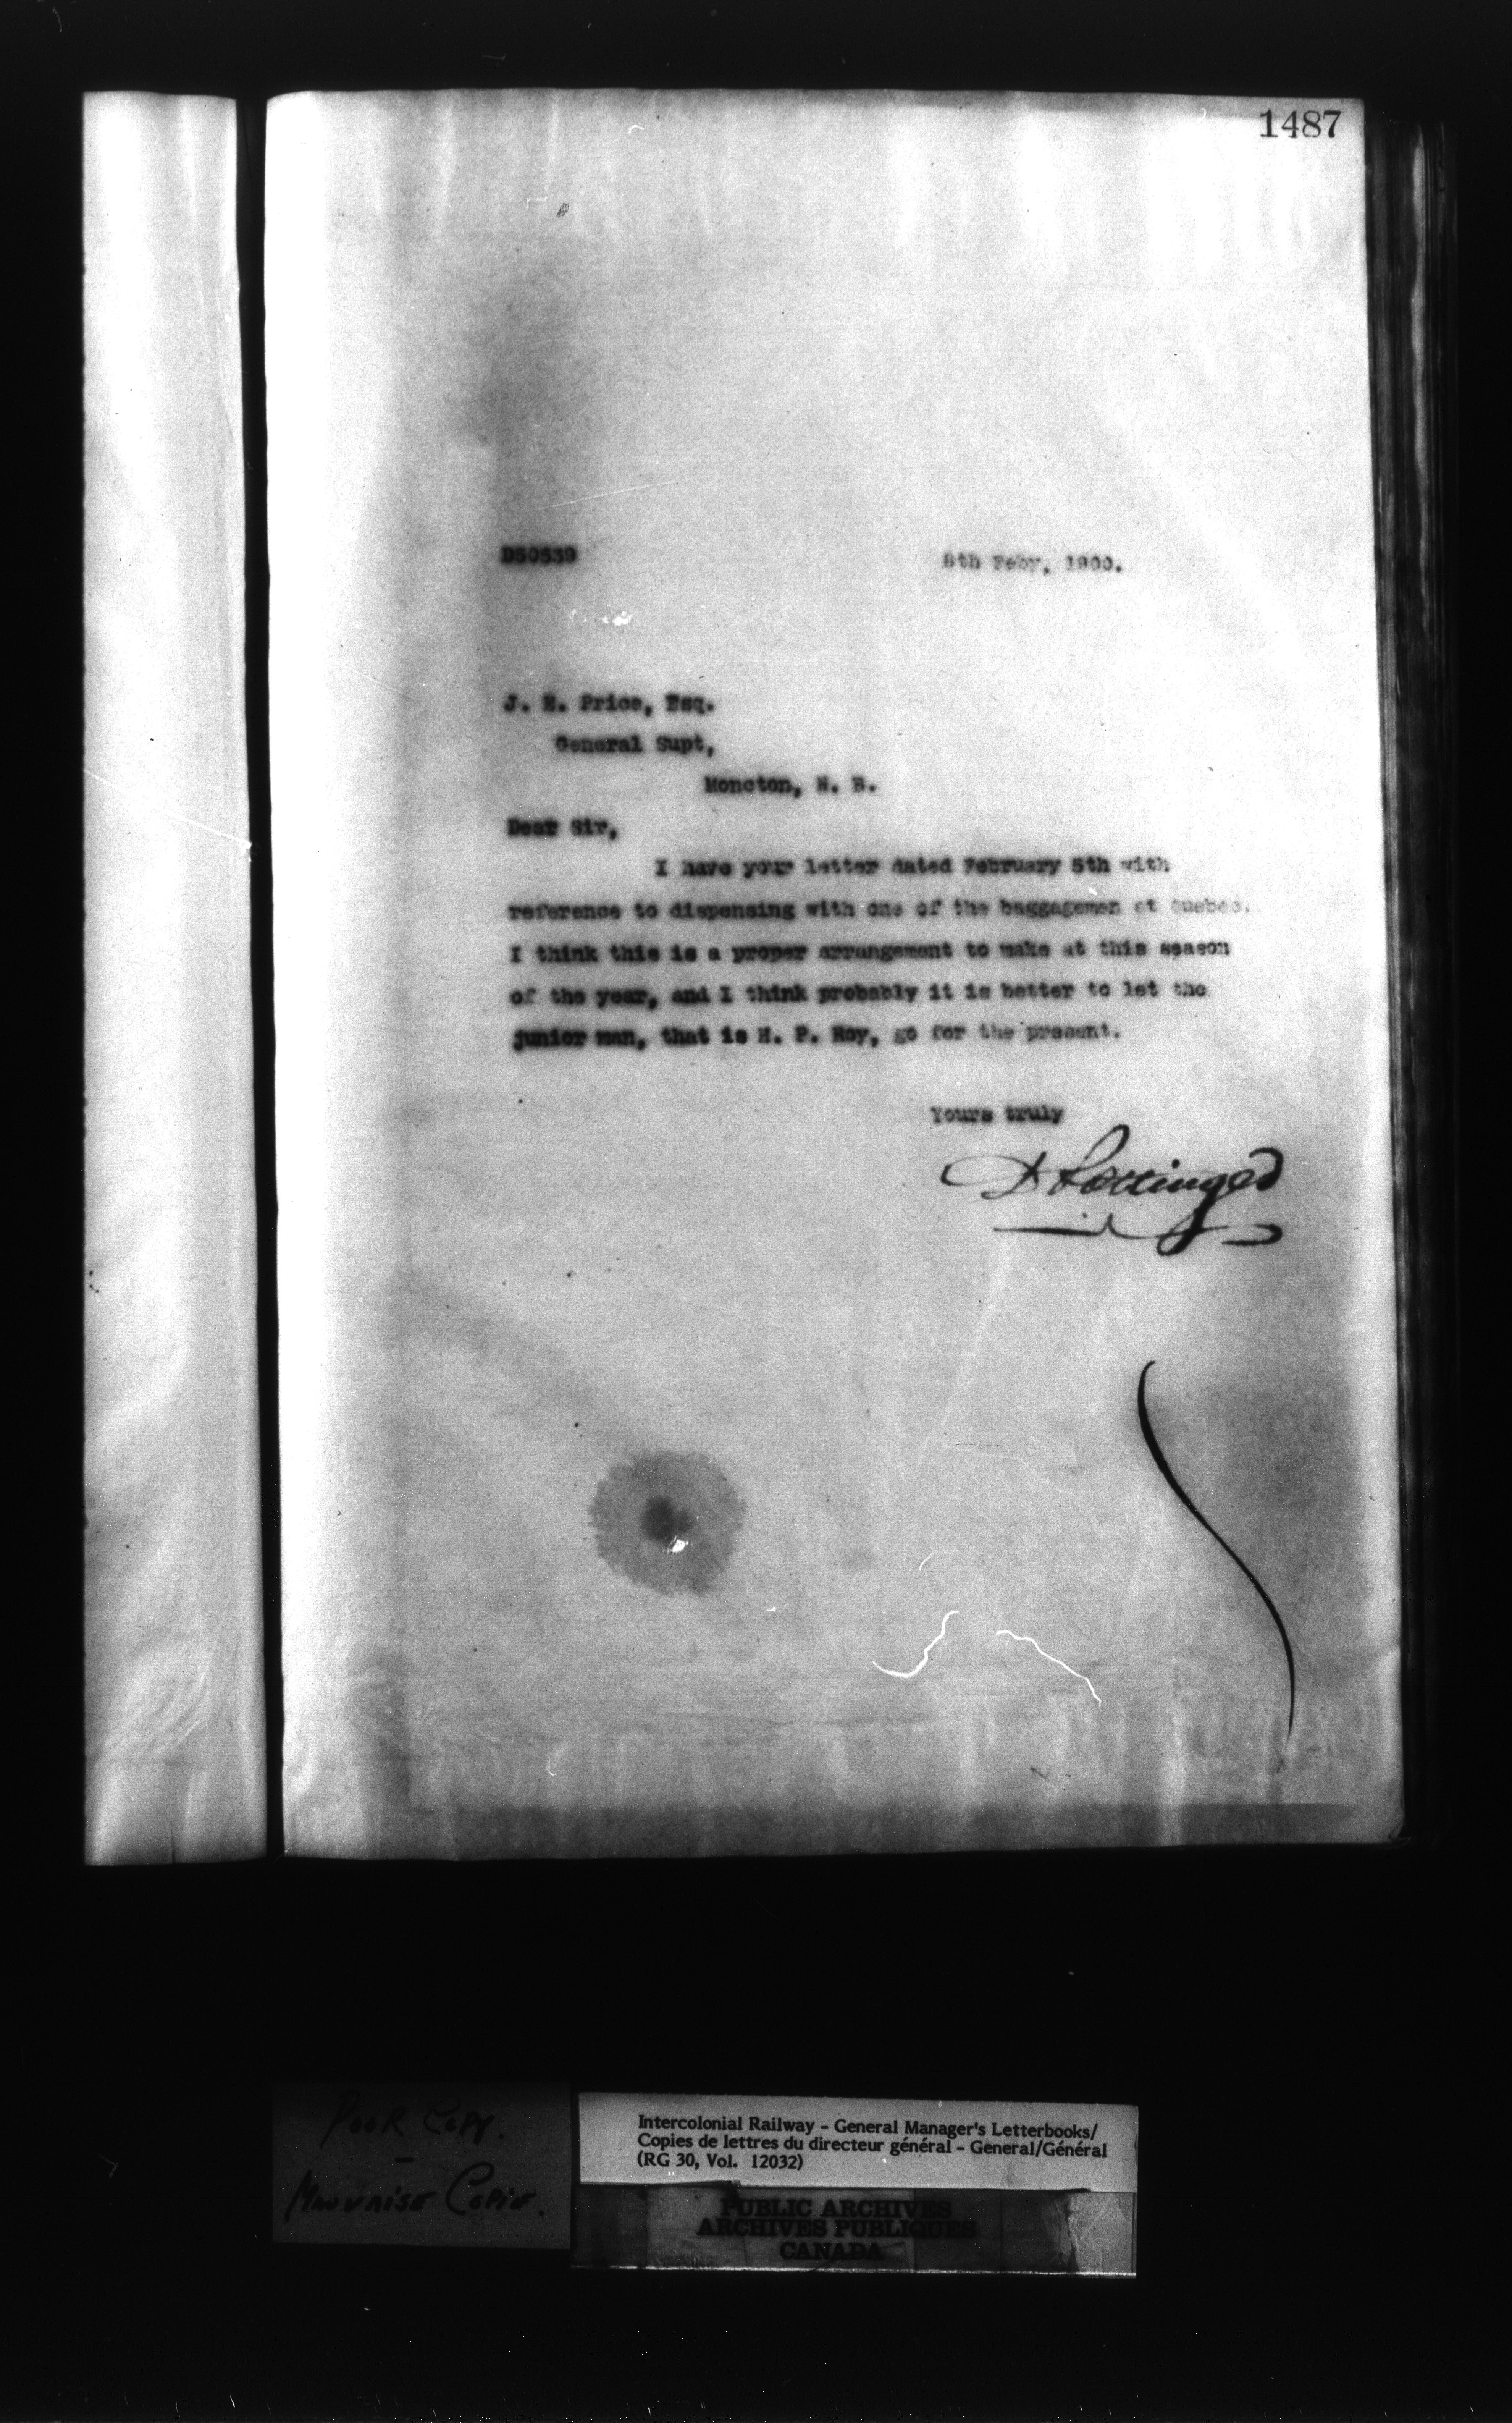 1487
D50539
8th Feby, 1900.
J. E. Price, Esq.
General Supt,
Moncton, N. B.
Dear Sir,
I have your letter dated February 5th with
reference to dispensing with one of the baggagemen at Quebec.
I think this is a proper arrangement to make at this season
of the year, and I think probably it is better to let the
junior man, that is H. P. Roy, go for the present.
Yours truly
D Pottinger
POOR COPY.
—
MAUVAISE COPIE.
Intercolonial Railway - General Manager's Letterbooks/
Copies de lettres du directeur général - General/Général
(RG 30, Vol. 12032)
PUBLIC ARCHIVES
ARCHIVES PUBLIQUES
CANADA